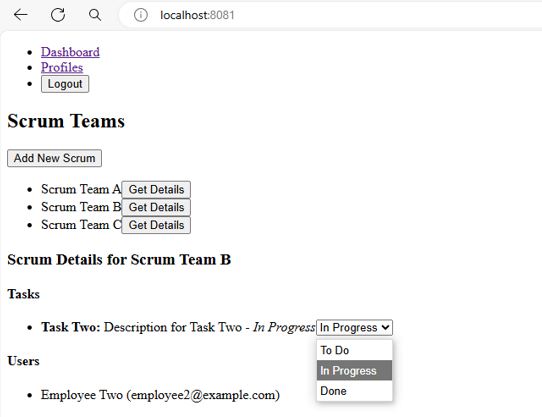 localhost:8081
Dashboard
Profiles
Logout
Scrum Teams
Add New Scrum
Scrum Team A Get Details
Scrum Team B Get Details
Scrum Team C Get Details
Scrum Details for Scrum Team B
Tasks
Task Two: Description for Task Two - In Progress In Progress
To Do
In Progress
Done
Users
Employee Two (employee2@example.com)